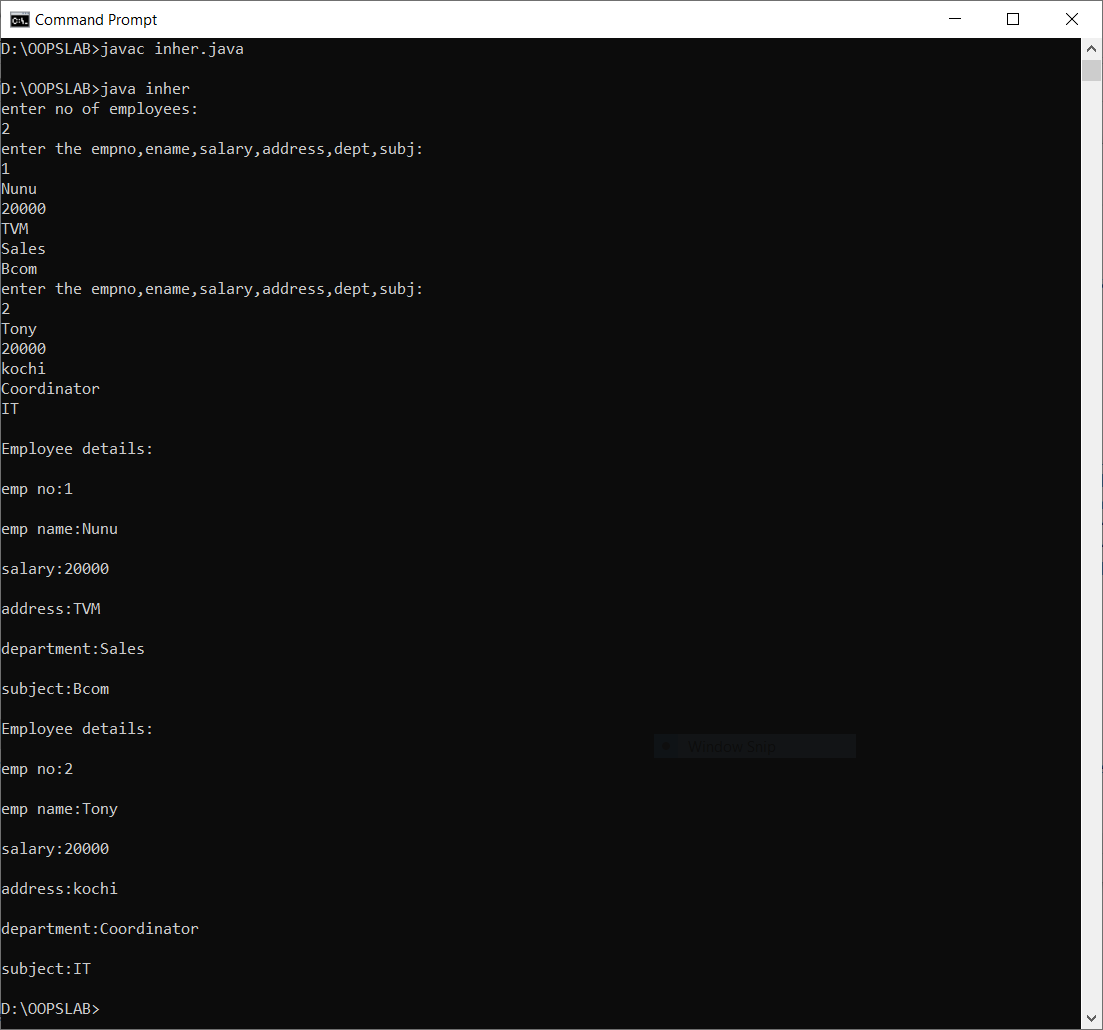 Command Prompt
D:\OOPSLAB>javac inher.java
D:\OOPSLAB>java inher
enter no of employees:
2
enter the empno,ename,salary,address,dept,subj:
1
Nunu
20000
TVM
Sales
Bcom
enter the empno,ename,salary,address,dept,subj:
2
Tony
20000
kochi
Coordinator
IT
Employee details:
emp no:1
emp name:Nunu
salary:20000
address:TVM
department:Sales
subject:Bcom
Employee details:
Window Snip
emp no:2
emp name:Tony
salary:20000
address:kochi
department:Coordinator
subject:IT
D:\OOPSLAB>